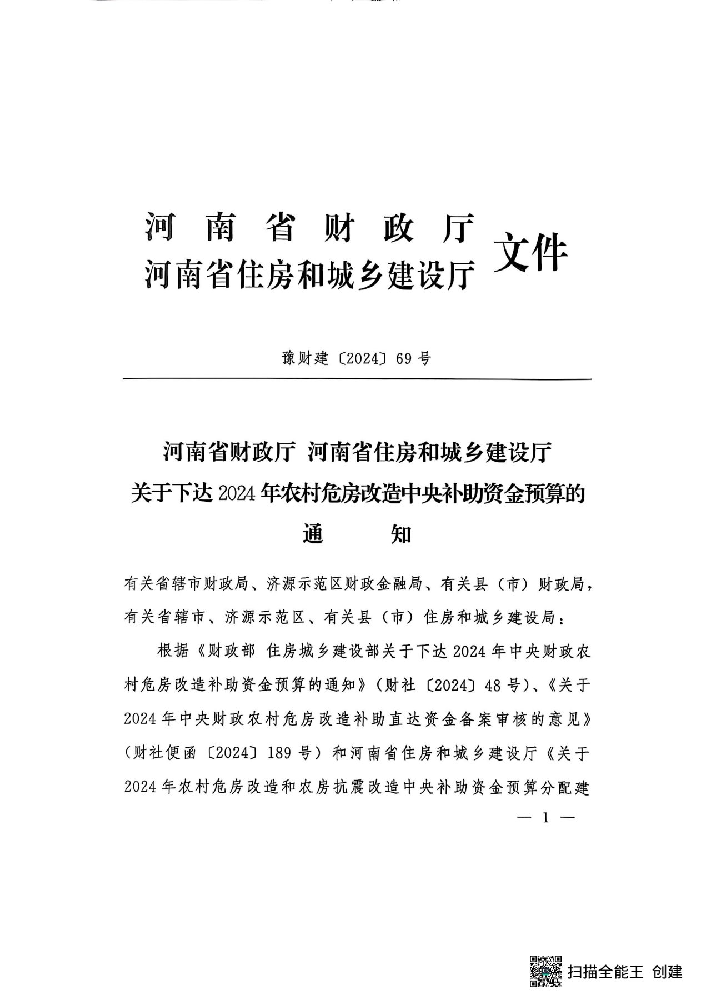 河南省财政厅
河南省住房和城乡建设厅
文件
豫财建〔2024〕69号
河南省财政厅 河南省住房和城乡建设厅
关于下达2024年农村危房改造中央补助资金预算的
通 知
有关省辖市财政局、济源示范区财政金融局、有关县（市）财政局，
有关省辖市、济源示范区、有关县（市）住房和城乡建设局：
根据《财政部 住房城乡建设部关于下达2024年中央财政农
村危房改造补助资金预算的通知》（财社〔2024〕48号）、《关于
2024年中央财政农村危房改造补助直达资金备案审核的意见》
（财社便函〔2024〕189号）和河南省住房和城乡建设厅《关于
2024年农村危房改造和农房抗震改造中央补助资金预算分配建
— 1 —
扫描全能王 创建